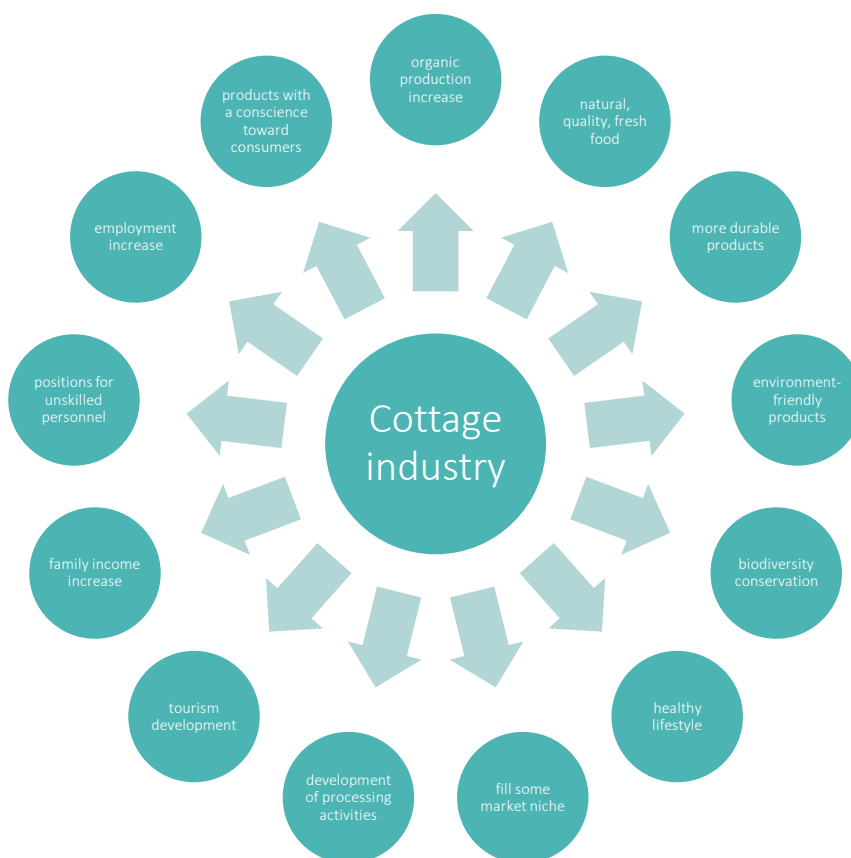 organic
production
increase
natural,
quality, fresh
food
more durable
products
environment-
friendly
products
biodiversity
conservation
healthy
lifestyle
fill some
market niche
development
of processing
activities
tourism
development
family income
increase
positions for
unskilled
personnel
employment
increase
products with
a conscience
toward
consumers
Cottage
industry